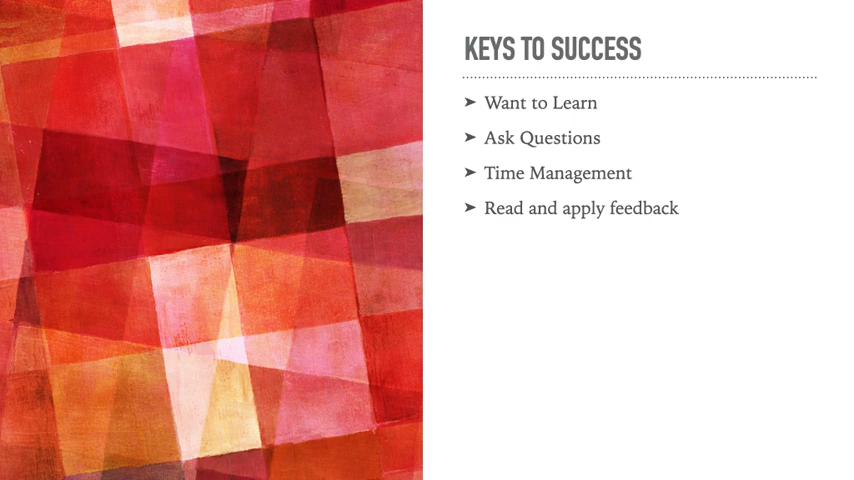 KEYS TO SUCCESS
➤ Want to Learn
➤ Ask Questions
➤ Time Management
➤ Read and apply feedback